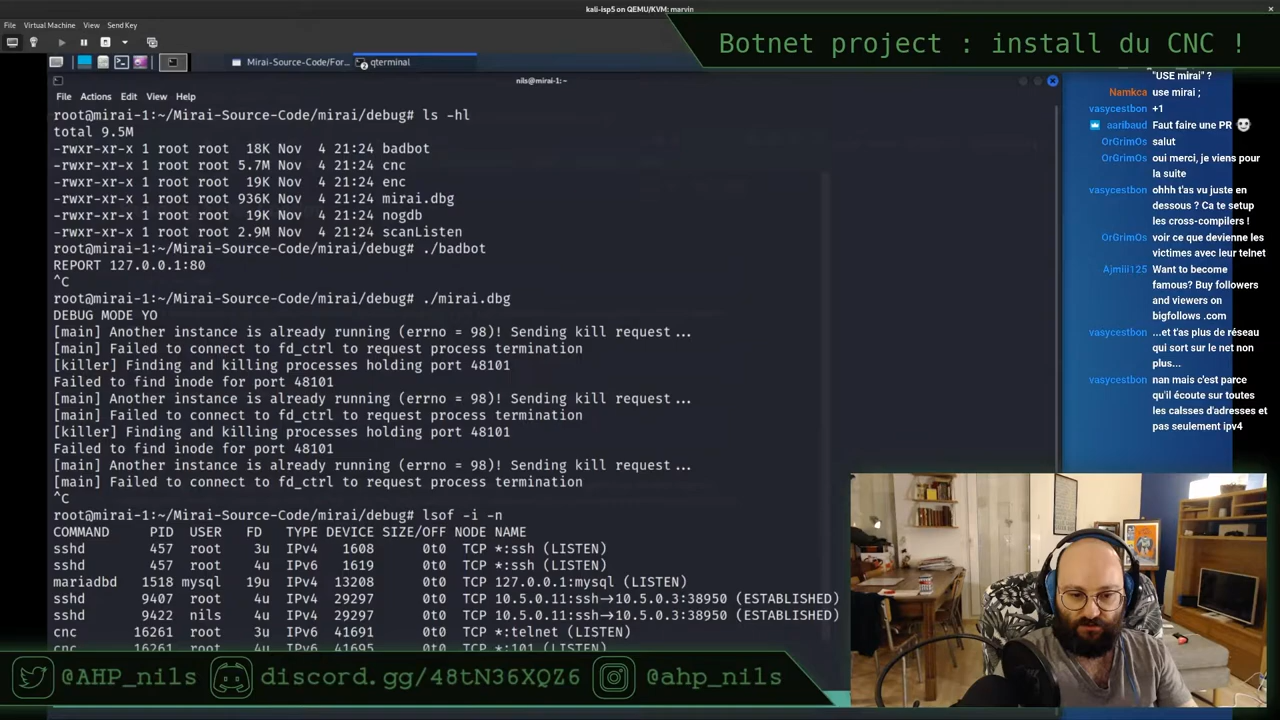 kali-isp5 on QEMU/KVM: marvin
File Virtual Machine View Send Key
Botnet project : install du CNC !
Mirai-Source-Code/For...
qterminal
nils@mirai-1: ~
File Actions Edit View Help
root@mirai-1:~/Mirai-Source-Code/mirai/debug# ls -hl
total 9.5M
-rwxr-xr-x 1 root root 18K Nov 4 21:24 badbot
-rwxr-xr-x 1 root root 5.7M Nov 4 21:24 cnc
-rwxr-xr-x 1 root root 19K Nov 4 21:24 enc
-rwxr-xr-x 1 root root 936K Nov 4 21:24 mirai.dbg
-rwxr-xr-x 1 root root 19K Nov 4 21:24 nogdb
-rwxr-xr-x 1 root root 2.9M Nov 4 21:24 scanListen
root@mirai-1:~/Mirai-Source-Code/mirai/debug# ./badbot
REPORT 127.0.0.1:80
^C
root@mirai-1:~/Mirai-Source-Code/mirai/debug# ./mirai.dbg
DEBUG MODE YO
[main] Another instance is already running (errno = 98)! Sending kill request...
[main] Failed to connect to fd_ctrl to request process termination
[killer] Finding and killing processes holding port 48101
Failed to find inode for port 48101
[main] Another instance is already running (errno = 98)! Sending kill request...
[main] Failed to connect to fd_ctrl to request process termination
[killer] Finding and killing processes holding port 48101
Failed to find inode for port 48101
[main] Another instance is already running (errno = 98)! Sending kill request...
[main] Failed to connect to fd_ctrl to request process termination
^C
root@mirai-1:~/Mirai-Source-Code/mirai/debug# lsof -i -n
COMMAND PID USER FD TYPE DEVICE SIZE/OFF NODE NAME
sshd 457 root 3u IPv4 1608 0t0 TCP *:ssh (LISTEN)
sshd 457 root 4u IPv6 1619 0t0 TCP *:ssh (LISTEN)
mariadbd 1518 mysql 19u IPv4 13208 0t0 TCP 127.0.0.1:mysql (LISTEN)
sshd 9407 root 4u IPv4 29297 0t0 TCP 10.5.0.11:ssh->10.5.0.3:38950 (ESTABLISHED)
sshd 9422 nils 4u IPv4 29297 0t0 TCP 10.5.0.11:ssh->10.5.0.3:38950 (ESTABLISHED)
cnc 16261 root 3u IPv6 41691 0t0 TCP *:telnet (LISTEN)
cnc 16261 root 4u IPv6 41695 0t0 TCP *:101 (LISTEN)
"USE mirai" ?
Namkca use mirai ;
vasycestbon +1
aaribaud Faut faire une PR
OrGrimOs salut
OrGrimOs oui merci, je viens pour
la suite
vasycestbon ohhh t'as vu juste en
dessous ? Ca te setup
les cross-compilers !
OrGrimOs voir ce que devienne les
victimes avec leur telnet
Ajmiii125 Want to become
famous? Buy followers
and viewers on
bigfollows .com
vasycestbon ...et t'as plus de réseau
qui sort sur le net non
plus...
vasycestbon nan mais c'est parce
qu'il écoute sur toutes
les calsses d'adresses et
pas seulement ipv4
@AHP_nils
discord.gg/48tN36XQZ6
@ahp_nils